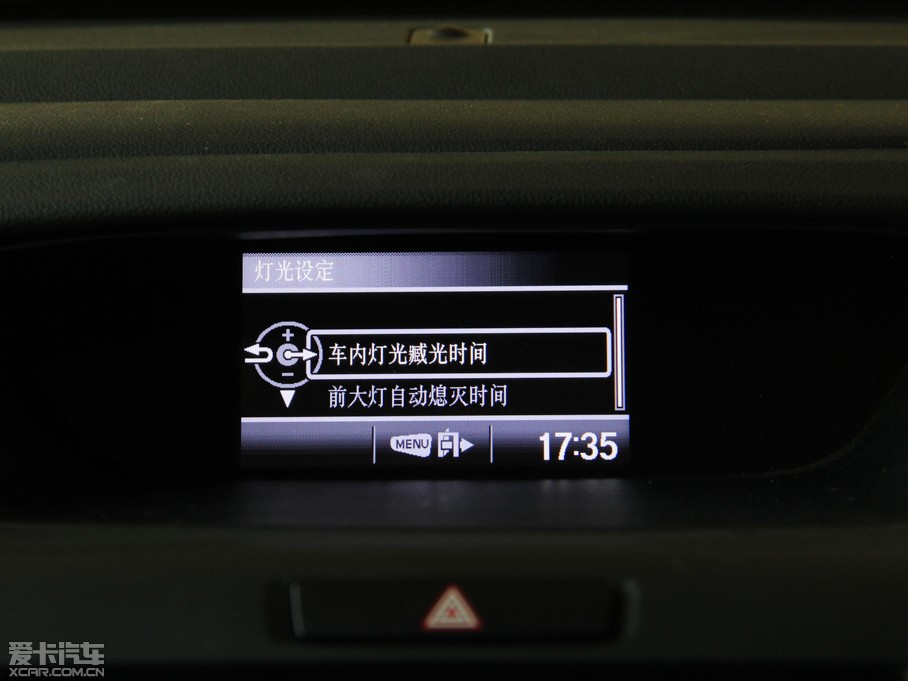 灯光设定
车内灯光臧光时间
前大灯自动熄灭时间
MENU
17:35
爱卡汽车
XCAR.COM.CN